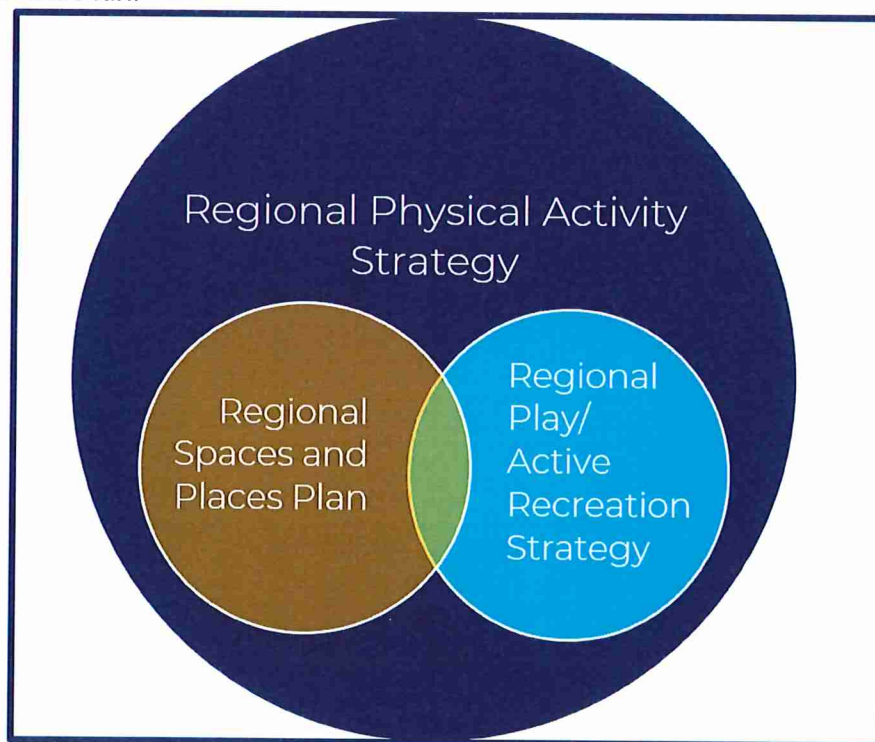 Regional Physical Activity
Strategy
Regional
Spaces and
Places Plan
Regional
Play/
Active
Recreation
Strategy